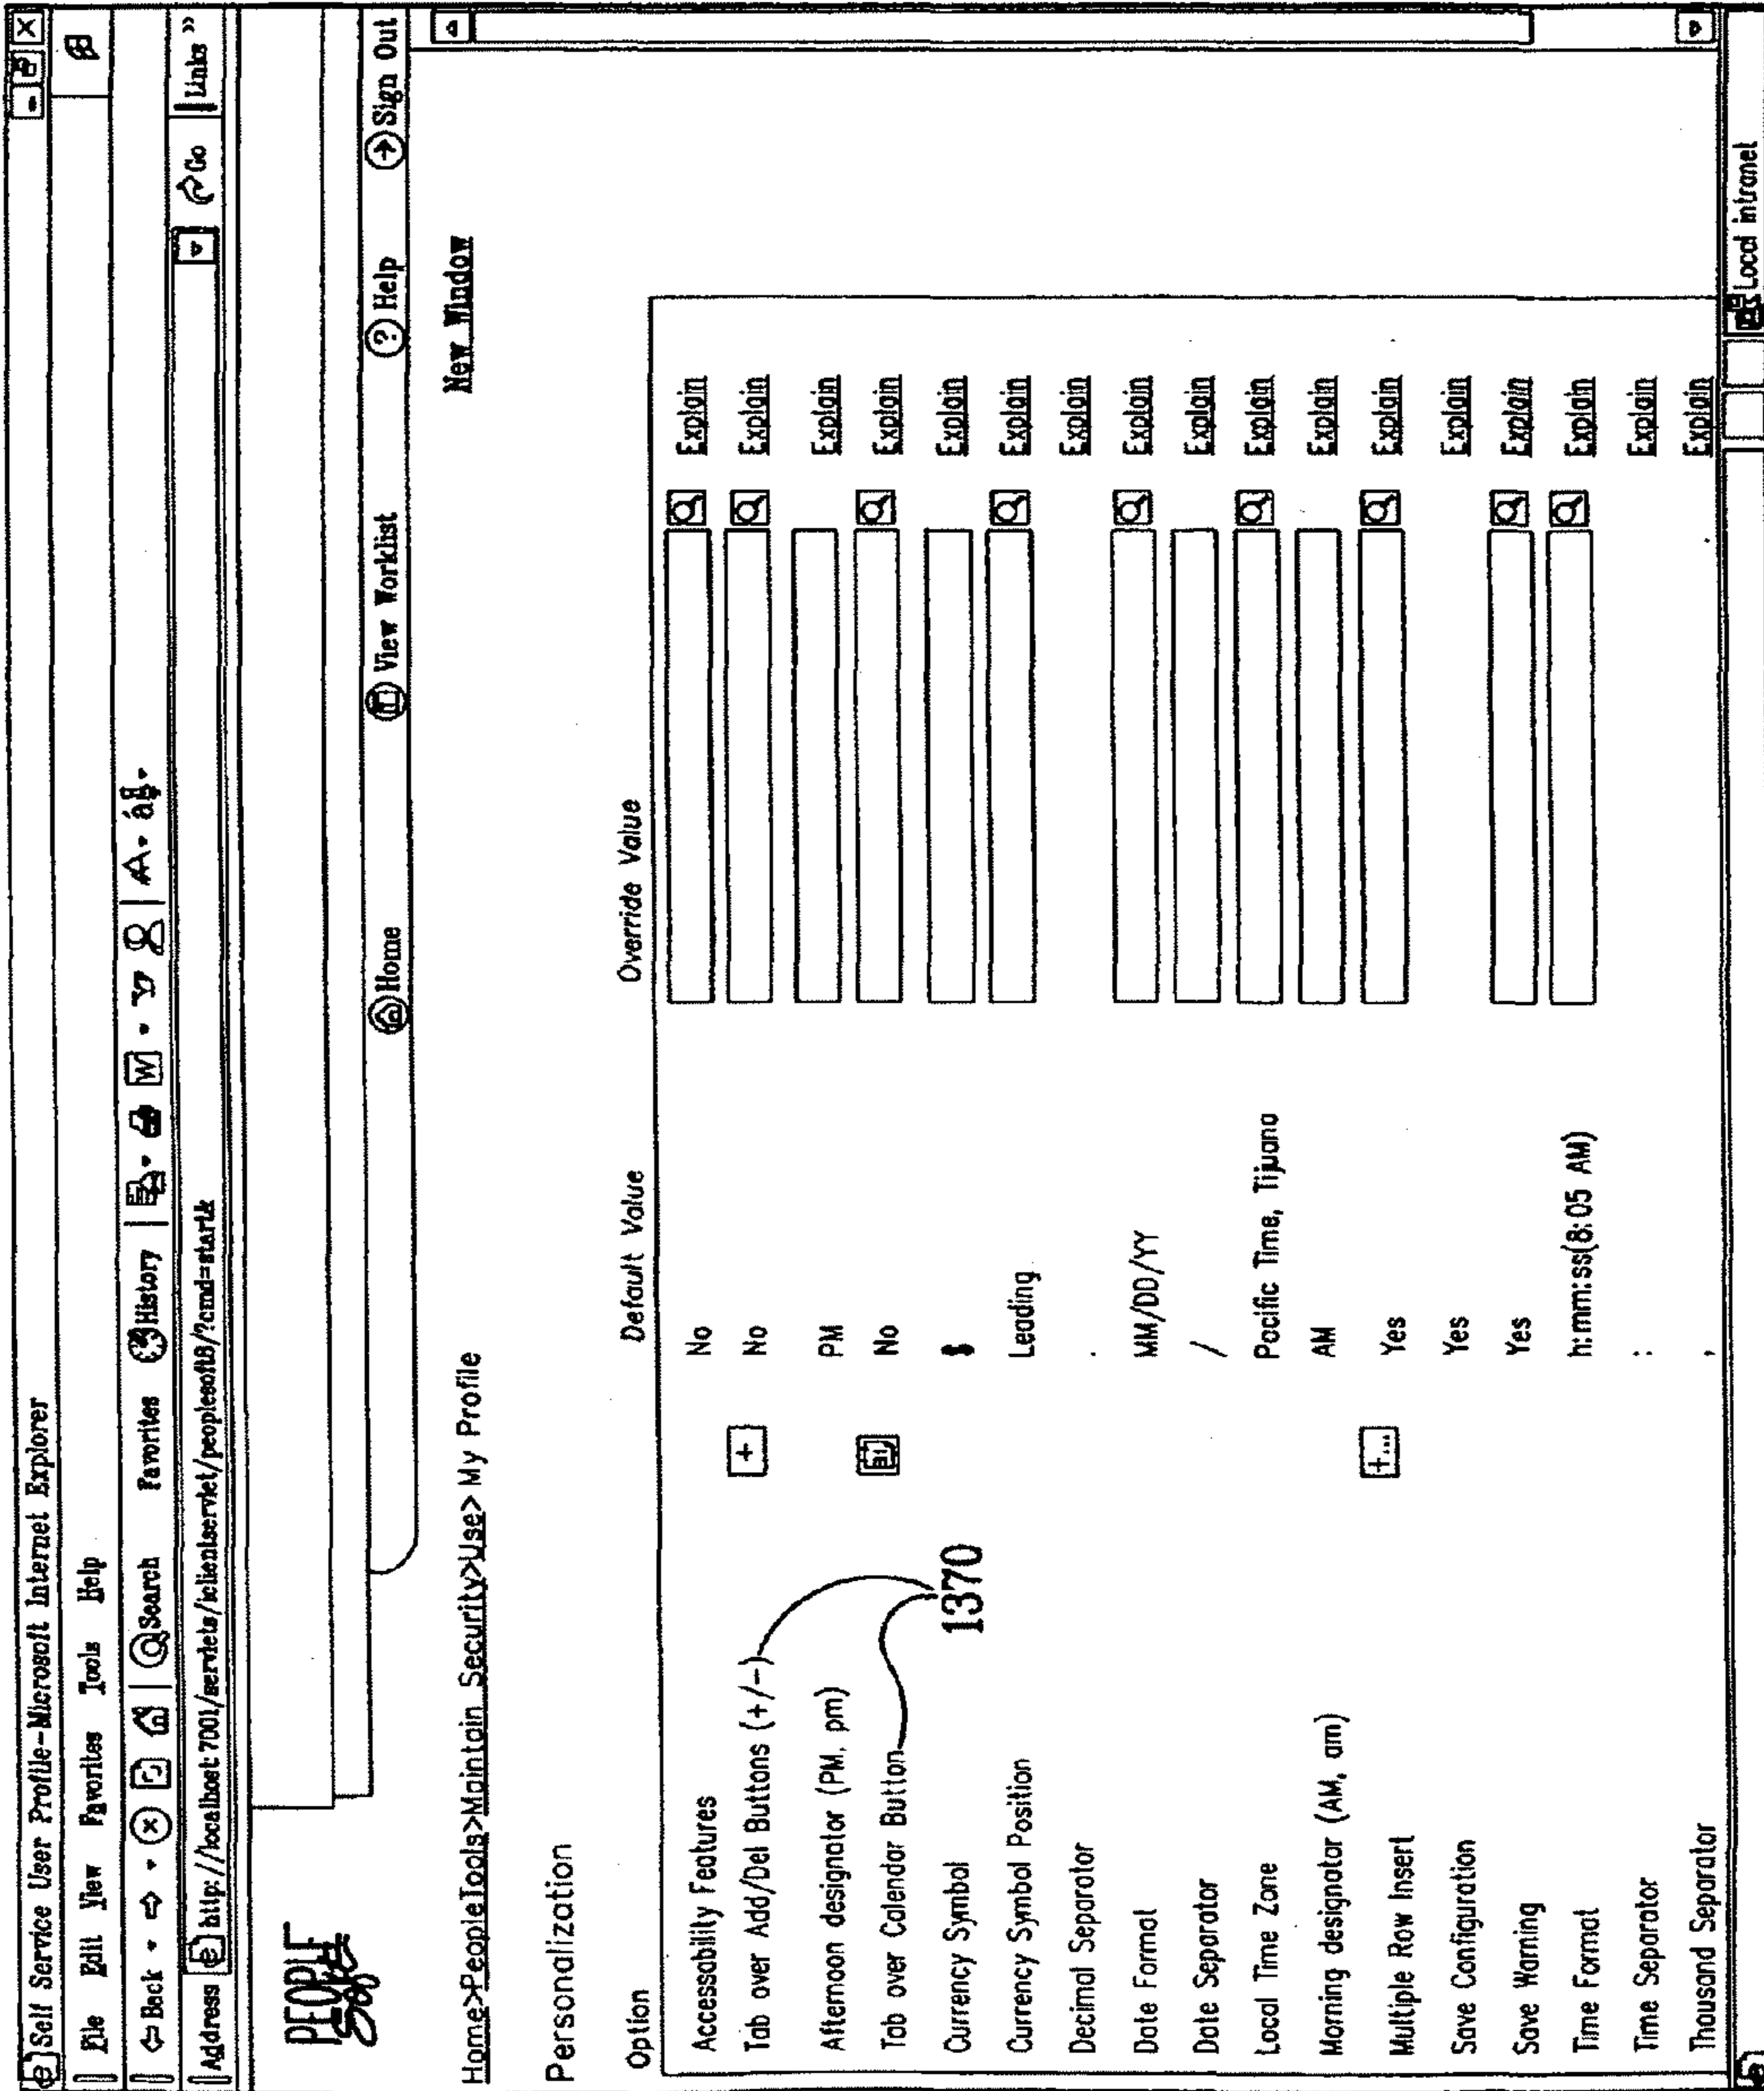 Self Service User Profile-Microsoft Internet Explorer
File Edit View Favorites Tools Help
Back Search Favorites History W A
Address http://localhost:7001/servlets/iclientservlet/peoplesoft8/?cmd=start& Go Links »
PEOPLE Soft
Home View Worklist ? Help Sign Out
Home>PeopleTools>Maintain Security>Use> My Profile New Window
Personalization
Option Default Value Override Value
Accessability Features No Explain
Tab over Add/Del Buttons (+/-) + No Explain
Afternoon designator (PM, pm) PM Explain
Tab over Calendar Button 31 No Explain
1370
Currency Symbol $ Explain
Currency Symbol Position Leading Explain
Decimal Separator . Explain
Date Format MM/DD/YY Explain
Date Separator / Explain
Local Time Zone Pacific Time, Tijuana Explain
Morning designator (AM, am) AM Explain
Multiple Row Insert +... Yes Explain
Save Configuration Yes Explain
Save Warning Yes Explain
Time Format h:mm:ss(8:05 AM) Explain
Time Separator : Explain
Thousand Separator , Explain
Local intranet